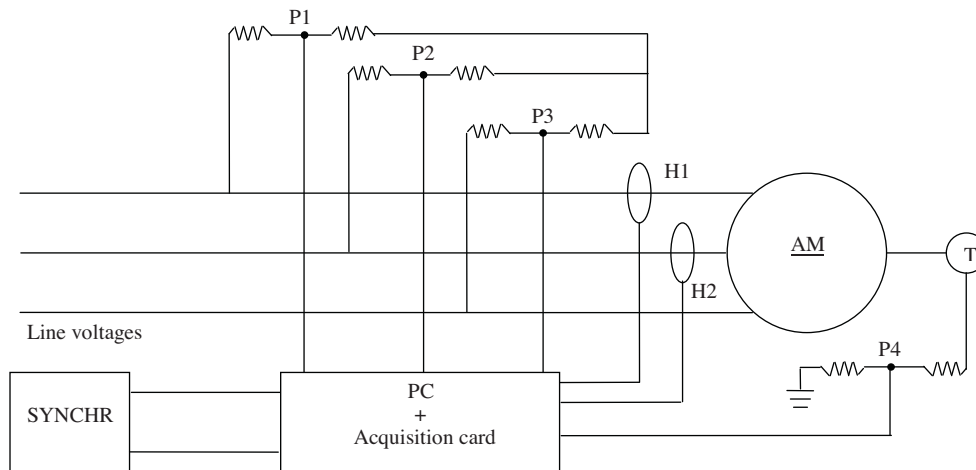 P1
P2
P3
H1
AM
T
H2
Line voltages
P4
SYNCHR
PC
+
Acquisition card